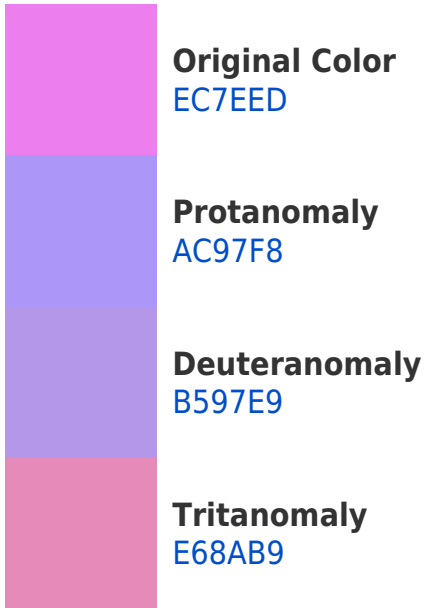 Original Color
EC7EED
Protanomaly
AC97F8
Deuteranomaly
B597E9
Tritanomaly
E68AB9